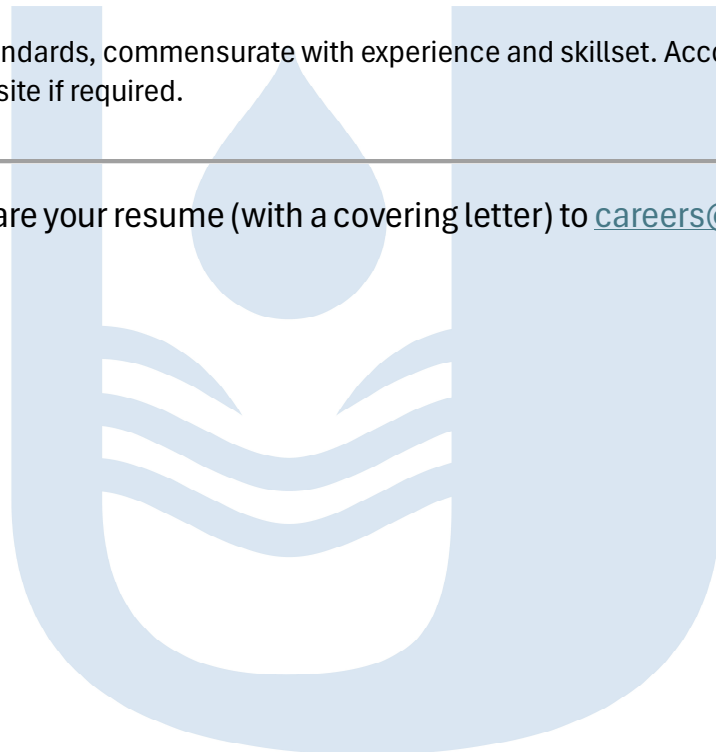 ndards, commensurate with experience and skillset. Acco
site if required.
are your resume (with a covering letter) to careers@